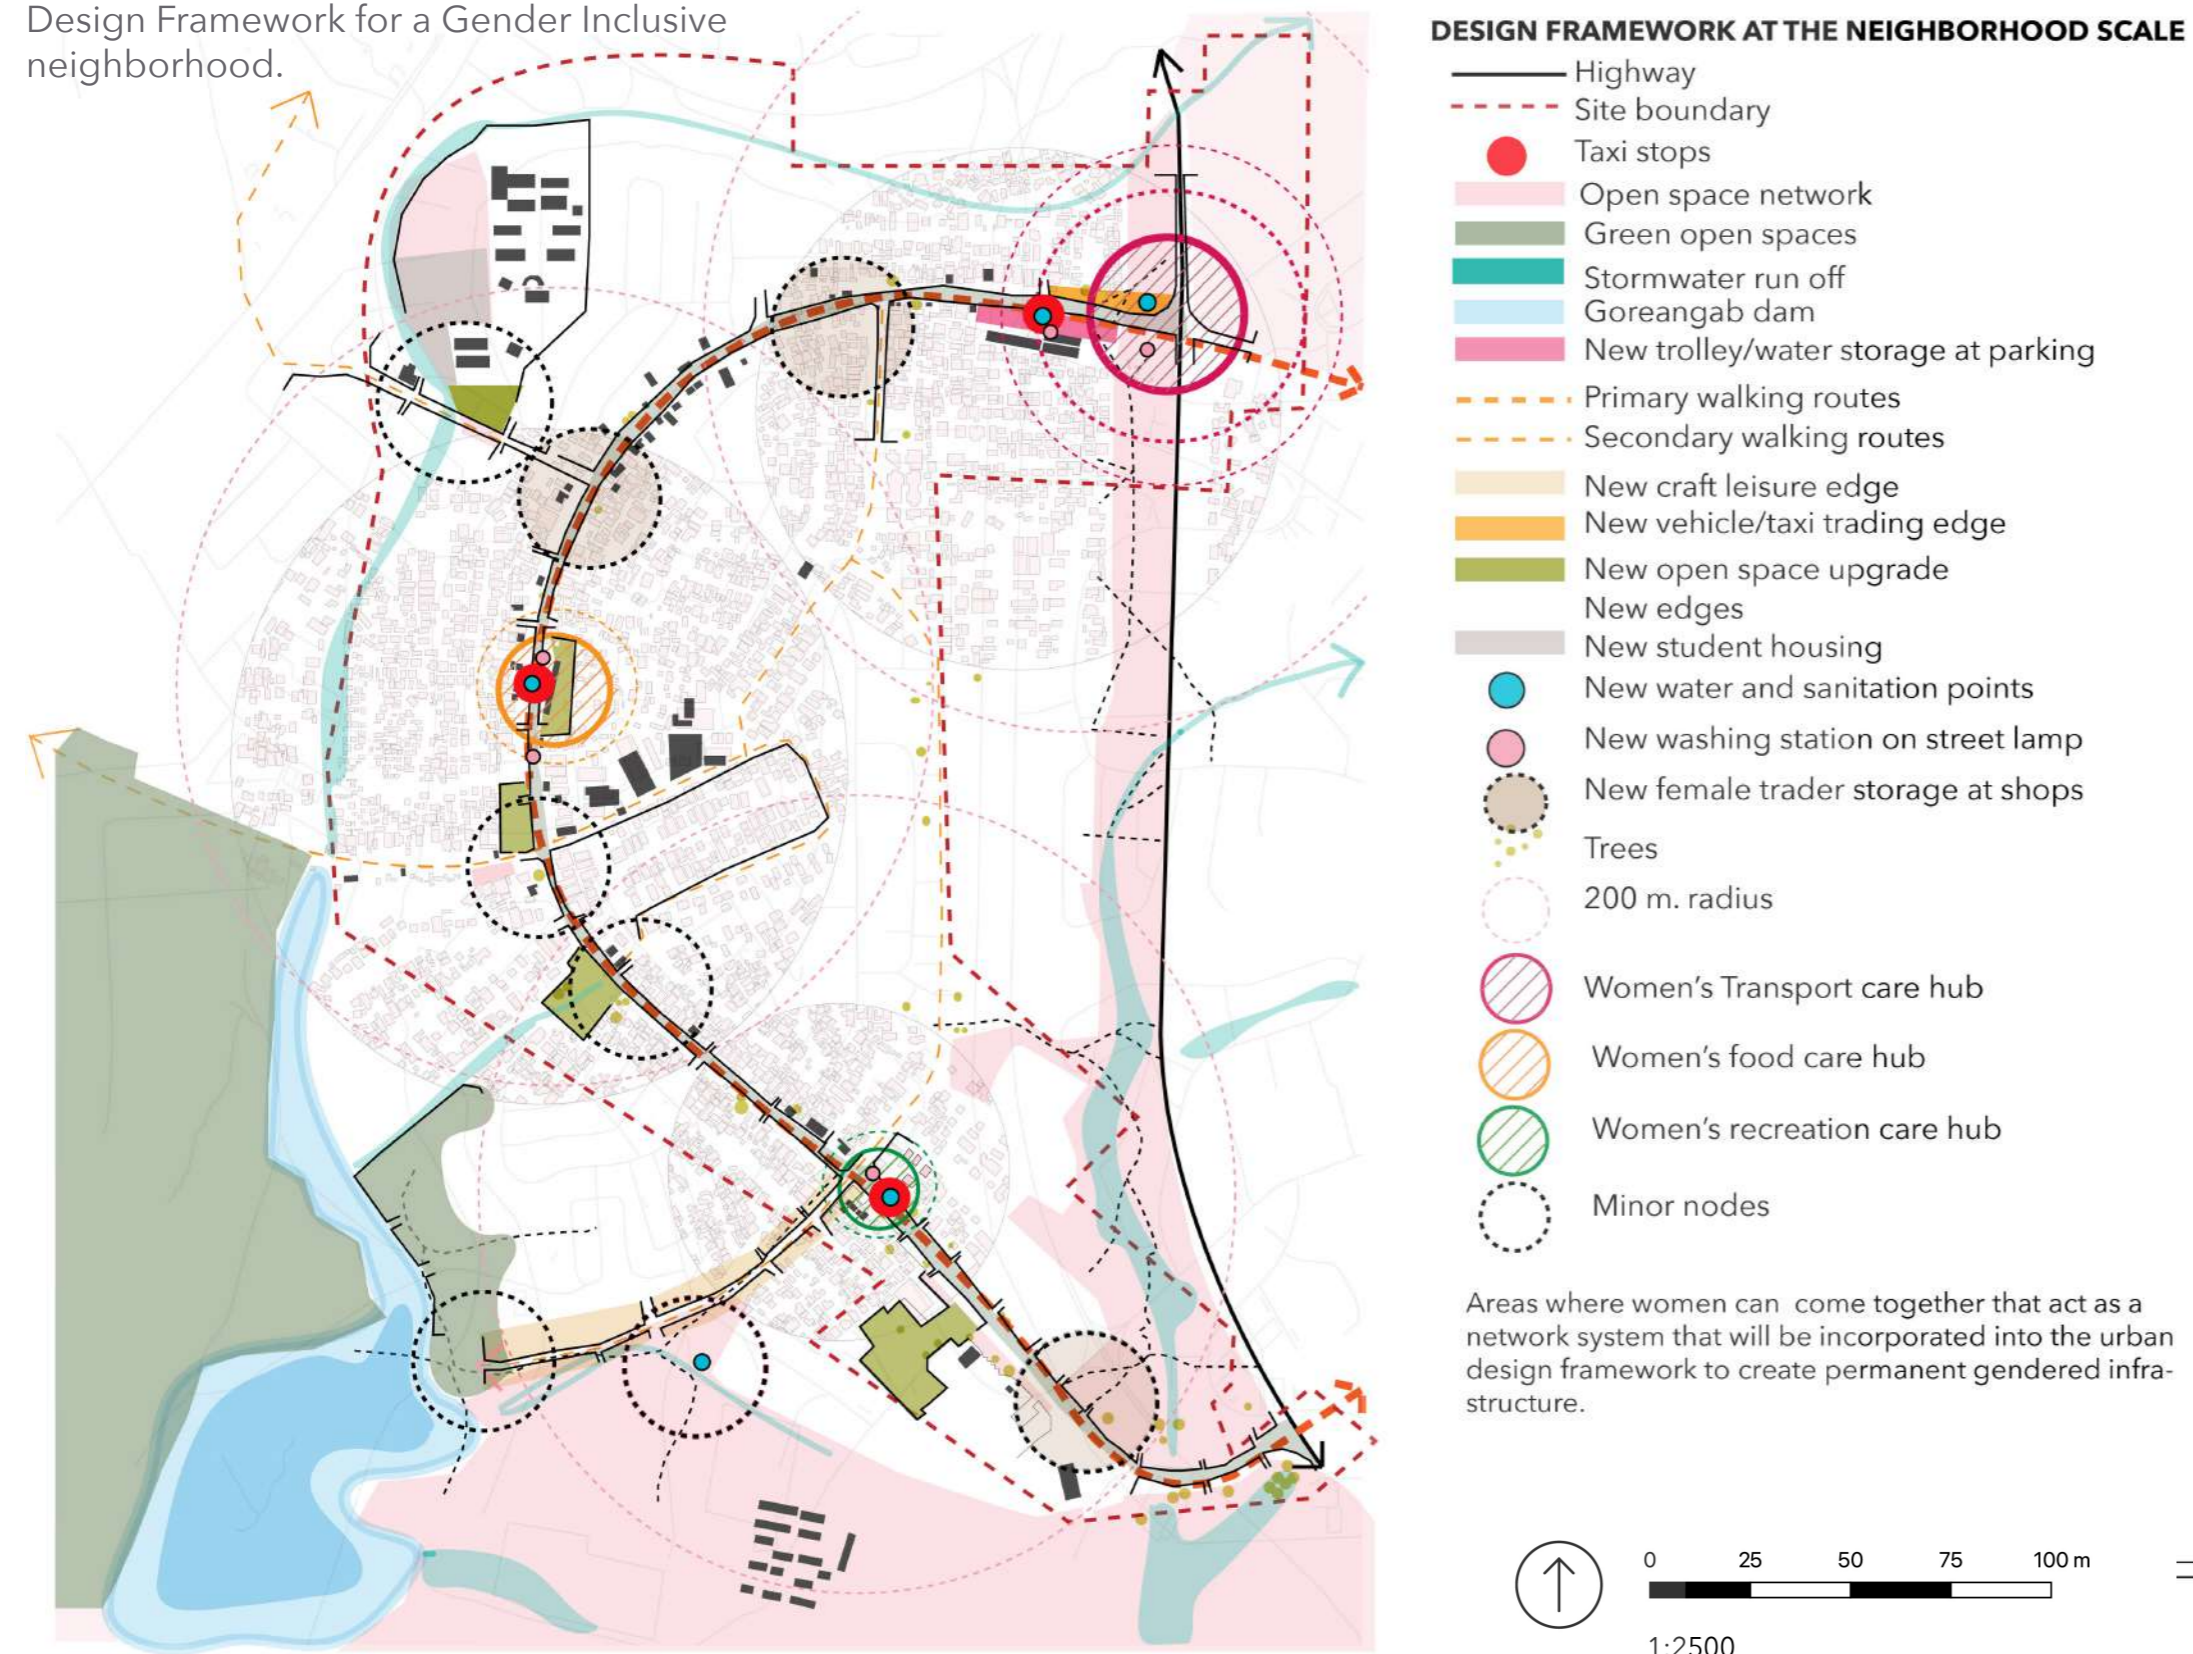 Design Framework for a Gender Inclusive
neighborhood.
DESIGN FRAMEWORK AT THE NEIGHBORHOOD SCALE
Highway
Site boundary
Taxi stops
Open space network
Green open spaces
Stormwater run off
Goreangab dam
New trolley/water storage at parking
Primary walking routes
Secondary walking routes
New craft leisure edge
New vehicle/taxi trading edge
New open space upgrade
New edges
New student housing
New water and sanitation points
New washing station on street lamp
New female trader storage at shops
Trees
200 m. radius
Women's Transport care hub
Women's food care hub
Women's recreation care hub
Minor nodes
Areas where women can come together that act as a
network system that will be incorporated into the urban
design framework to create permanent gendered infra-
structure.
0 25 50 75 100 m
1:2500